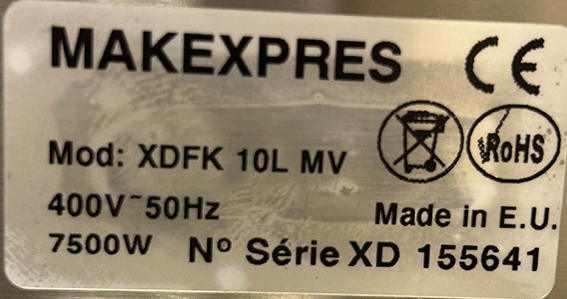 MAKEXPRES CE
Mod: XDFK 10L MV
RoHS
400V~50Hz
Made in E.U.
7500W
Nº Série XD 155641